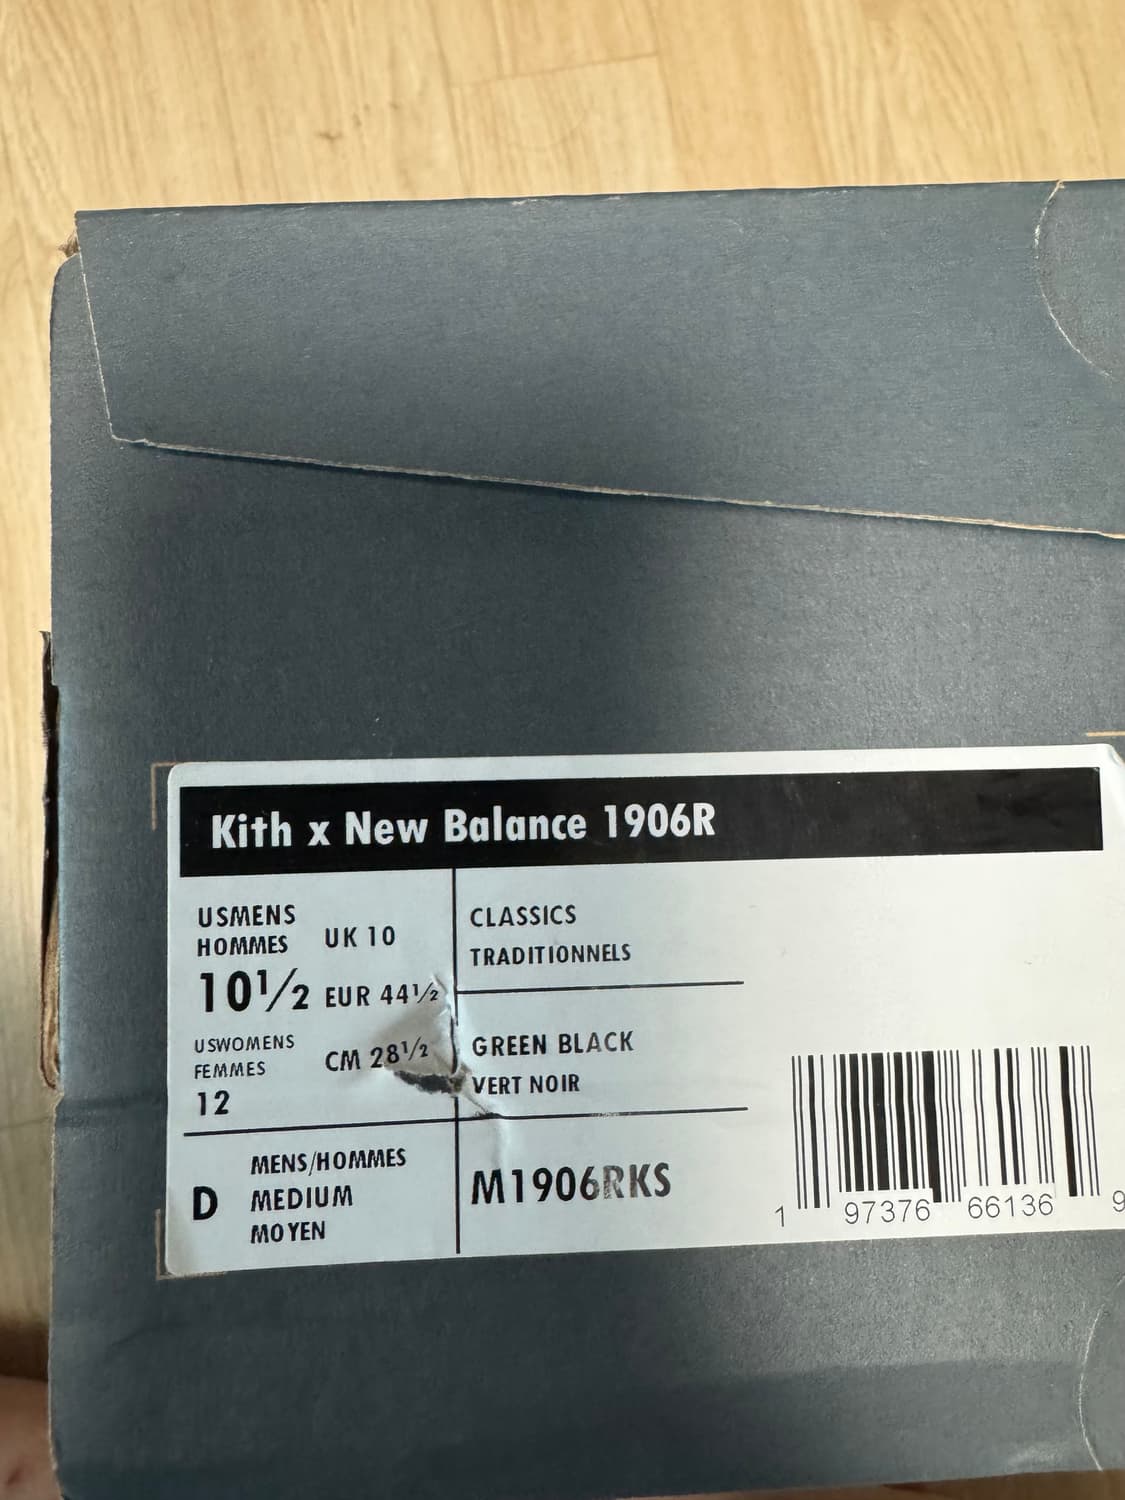 Kith x New Balance 1906R
USMENS
HOMMES
10½
UK 10
EUR 44½
USWOMENS
FEMMES
12
CM 28½
CLASSICS
TRADITIONNELS
GREEN BLACK
VERT NOIR
D
MENS/HOMMES
MEDIUM
MOYEN
M1906RKS
1 97376 66136 9